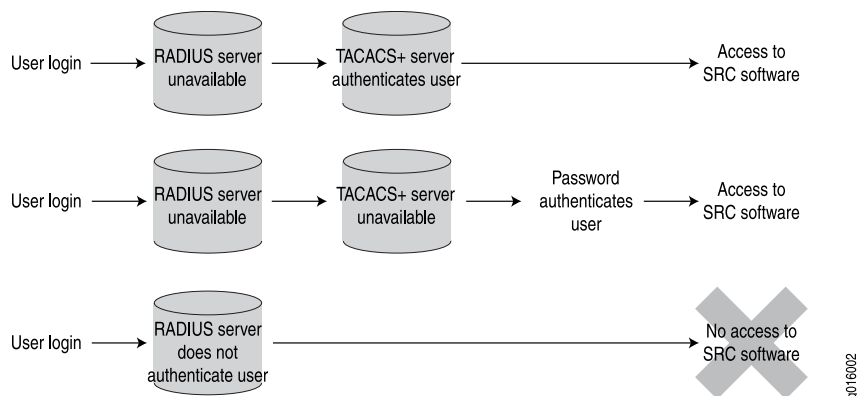 User login
RADIUS server
unavailable
TACACS+ server
authenticates user
Access to
SRC software
User login
RADIUS server
unavailable
TACACS+ server
unavailable
Password
authenticates
user
Access to
SRC software
User login
RADIUS server
does not
authenticate user
No access to
SRC software
g016002